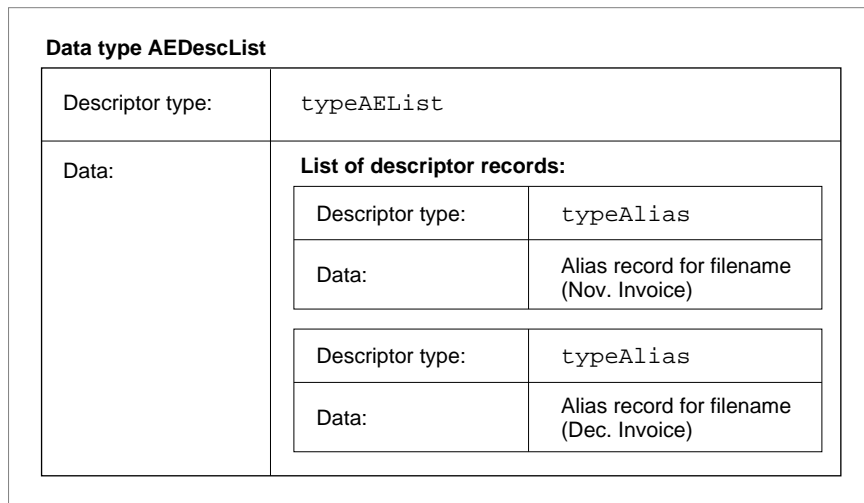 Data type AEDescList
Descriptor type:
typeAEList
Data:
List of descriptor records:
Descriptor type:
typeAlias
Data:
Alias record for filename
(Nov. Invoice)
Descriptor type:
typeAlias
Data:
Alias record for filename
(Dec. Invoice)